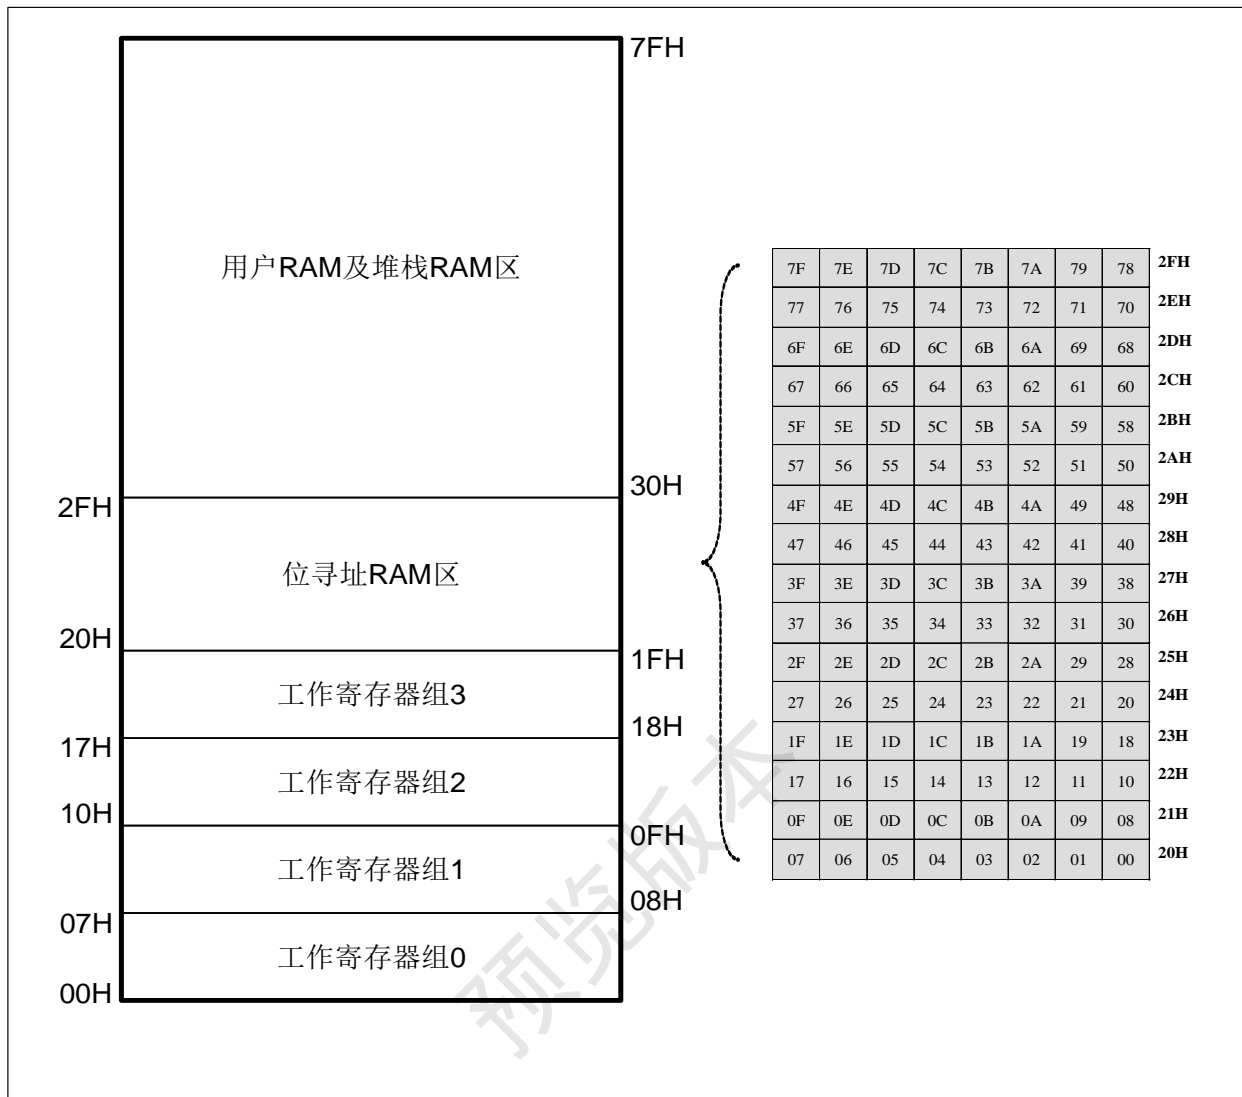 7FH
用户RAM及堆栈RAM区
30H
2FH
位寻址RAM区
20H
1FH
工作寄存器组3
18H
17H
工作寄存器组2
10H
0FH
工作寄存器组1
08H
07H
工作寄存器组0
00H
7F 7E 7D 7C 7B 7A 79 78 2FH
77 76 75 74 73 72 71 70 2EH
6F 6E 6D 6C 6B 6A 69 68 2DH
67 66 65 64 63 62 61 60 2CH
5F 5E 5D 5C 5B 5A 59 58 2BH
57 56 55 54 53 52 51 50 2AH
4F 4E 4D 4C 4B 4A 49 48 29H
47 46 45 44 43 42 41 40 28H
3F 3E 3D 3C 3B 3A 39 38 27H
37 36 35 34 33 32 31 30 26H
2F 2E 2D 2C 2B 2A 29 28 25H
27 26 25 24 23 22 21 20 24H
1F 1E 1D 1C 1B 1A 19 18 23H
17 16 15 14 13 12 11 10 22H
0F 0E 0D 0C 0B 0A 09 08 21H
07 06 05 04 03 02 01 00 20H
预览版本